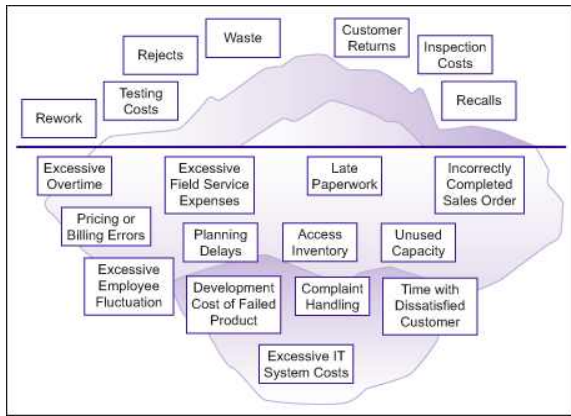 Waste
Customer
Returns
Rejects
Inspection
Costs
Testing
Costs
Recalls
Rework
Excessive
Overtime
Excessive
Field Service
Expenses
Late
Paperwork
Incorrectly
Completed
Sales Order
Pricing or
Billing Errors
Planning
Delays
Access
Inventory
Unused
Capacity
Excessive
Employee
Fluctuation
Development
Cost of Failed
Product
Complaint
Handling
Time with
Dissatisfied
Customer
Excessive IT
System Costs